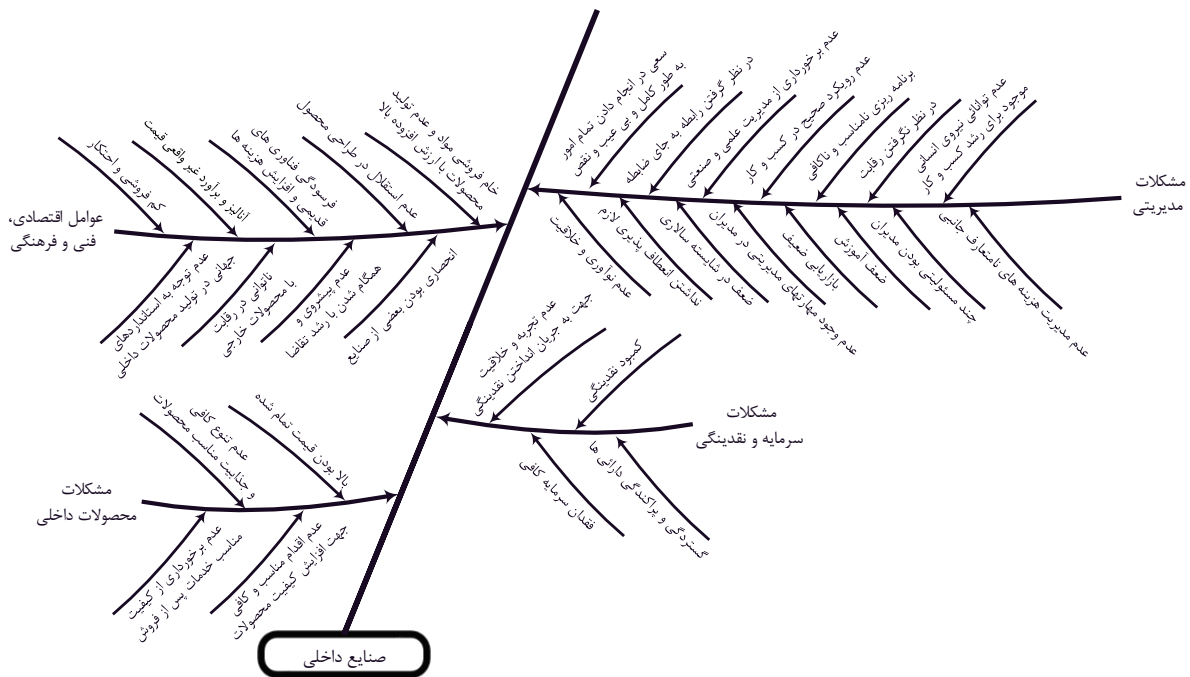 مشکلات
مدیریتی
موجود برای رشد کسب و کار
عدم توانائی نیروی انسانی
در نظر نگرفتن رقابت
برنامه ریزی نامناسب و ناکافی
عدم رویکرد صحیح در کسب و کار
عدم برخورداری از مدیریت علمی و صنعتی
در نظر گرفتن رابطه به جای ضابطه
سعی در انجام دادن تمام امور
به طور کامل و بی عیب و نقص
عدم مدیریت هزینه های نامتعارف جانبی
چند مسئولیتی بودن مدیران
ضعف آموزش
بازاریابی ضعیف
عدم وجود مهارتهای مدیریتی در مدیران
ضعف در شایسته سالاری
نداشتن انعطاف پذیری لازم
عدم نوآوری و خلاقیت
عوامل اقتصادی،
فنی و فرهنگی
خام فروشی مواد و عدم تولید
محصولات با ارزش افزوده بالا
عدم استقلال در طراحی محصول
فرسودگی فناوری های
قدیمی و افزایش هزینه ها
آنالیز و برآورد غیر واقعی قیمت
کم فروشی و احتکار
انحصاری بودن بعضی از صنایع
عدم پیشروی و
همگام شدن با رشد تقاضا
ناتوانی در رقابت
با محصولات خارجی
عدم توجه به استانداردهای
جهانی در تولید محصولات داخلی
مشکلات
سرمایه و نقدینگی
کمبود نقدینگی
عدم تجربه و خلاقیت
جهت به جریان انداختن نقدینگی
گستردگی و پراکندگی دارائی ها
فقدان سرمایه کافی
مشکلات
محصولات داخلی
بالا بودن قیمت تمام شده
عدم تنوع کافی
و جذابیت مناسب محصولات
عدم اقدام مناسب و کافی
جهت افزایش کیفیت محصولات
عدم برخورداری از کیفیت
مناسب خدمات پس از فروش
صنایع داخلی